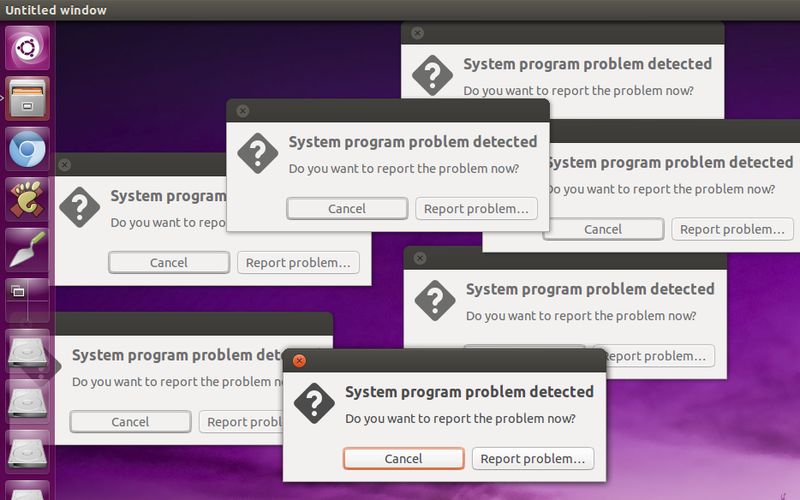 Untitled window
System program problem detected
Do you want to report the problem now?
System program problem detected
Do you want to report the problem now?
Cancel
Report problem...
System program problem detected
Do you want to report the problem now?
Cancel
Report problem...
System program
Do you want to repo
Cancel
Report problem...
System program problem detected
Do you want to report the problem now?
problem...
System program problem dete
Do you want to report the problem n
Cancel
Report
System program problem detected
Do you want to report the problem now?
Cancel
Report problem...